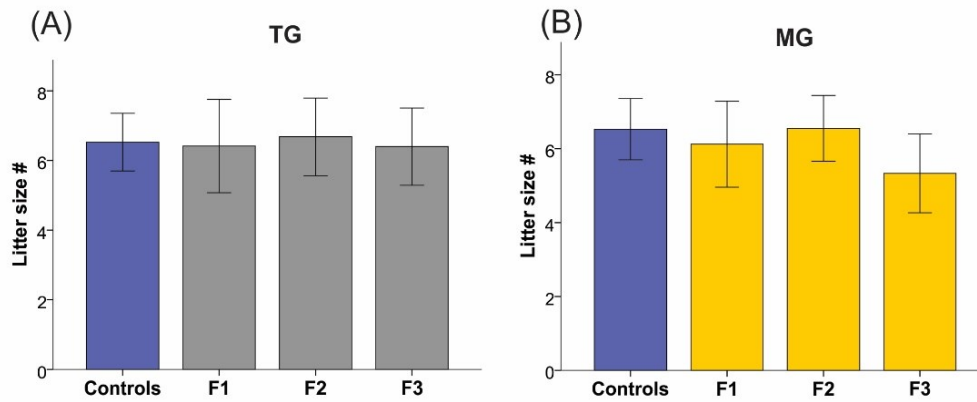 (A)
TG
Litter size #
8
6
4
2
0
Controls F1 F2 F3
(B)
MG
Litter size #
8
6
4
2
0
Controls F1 F2 F3